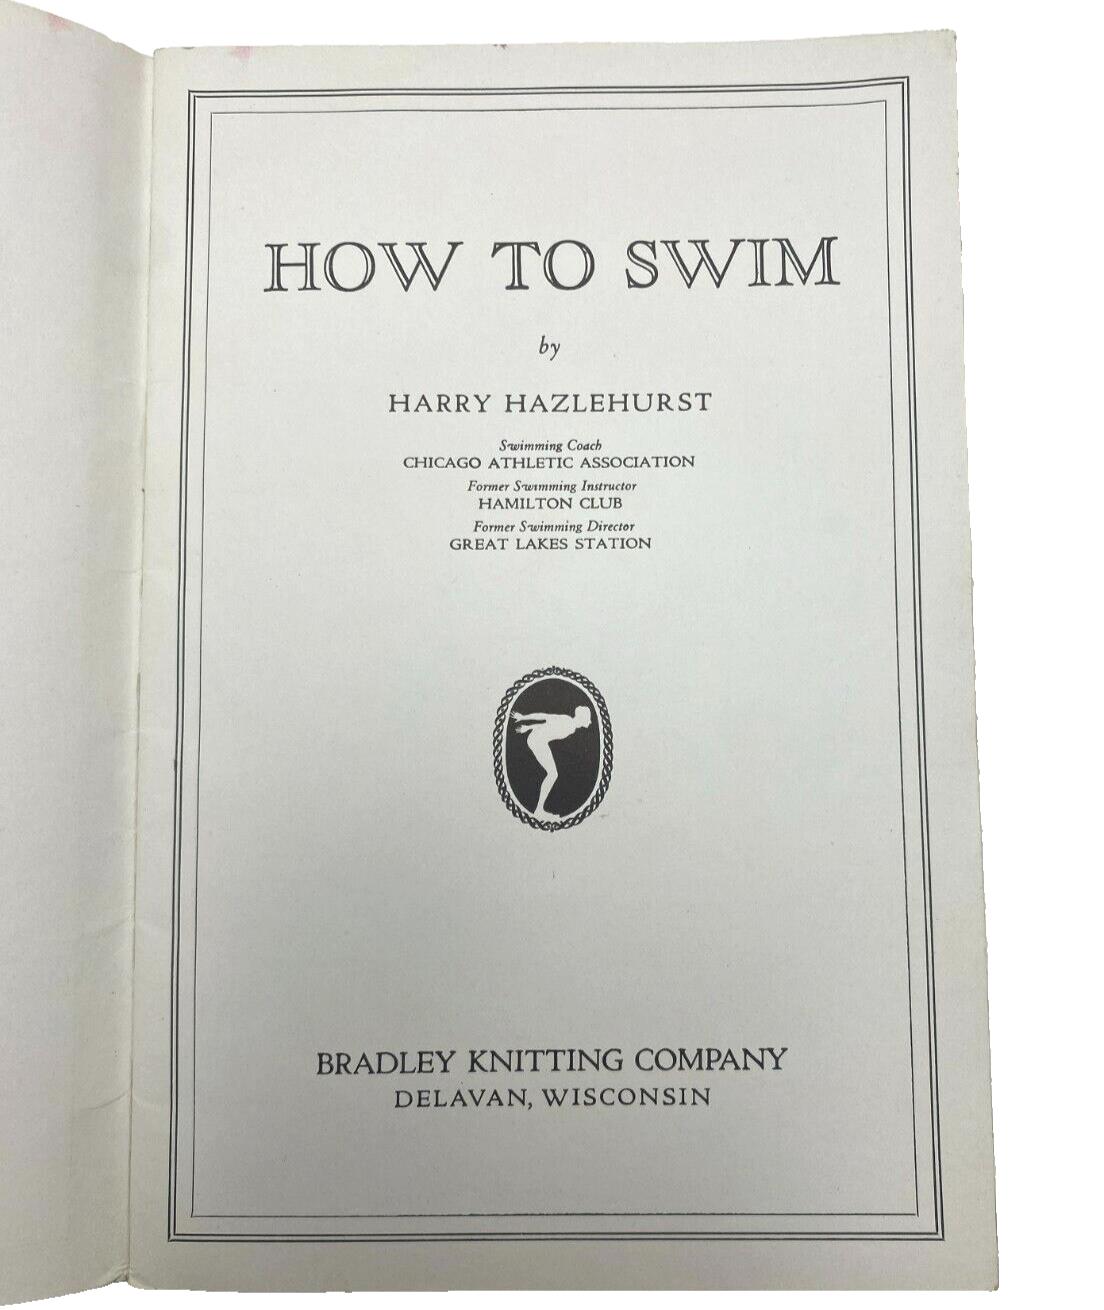 HOW TO SWIM
by
HARRY HAZLEHURST
Swimming Coach
CHICAGO ATHLETIC ASSOCIATION
Former Swimming Instructor
HAMILTON CLUB
Former Swimming Director
GREAT LAKES STATION
BRADLEY KNITTING COMPANY
DELAVAN, WISCONSIN